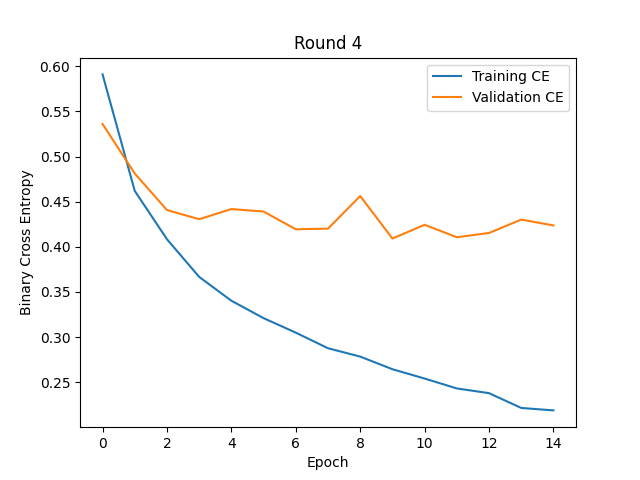 Round 4
Training CE
Validation CE
0.60
0.55
0.50
0.45
0.40
0.35
0.30
0.25
Binary Cross Entropy
0 2 4 6 8 10 12 14
Epoch